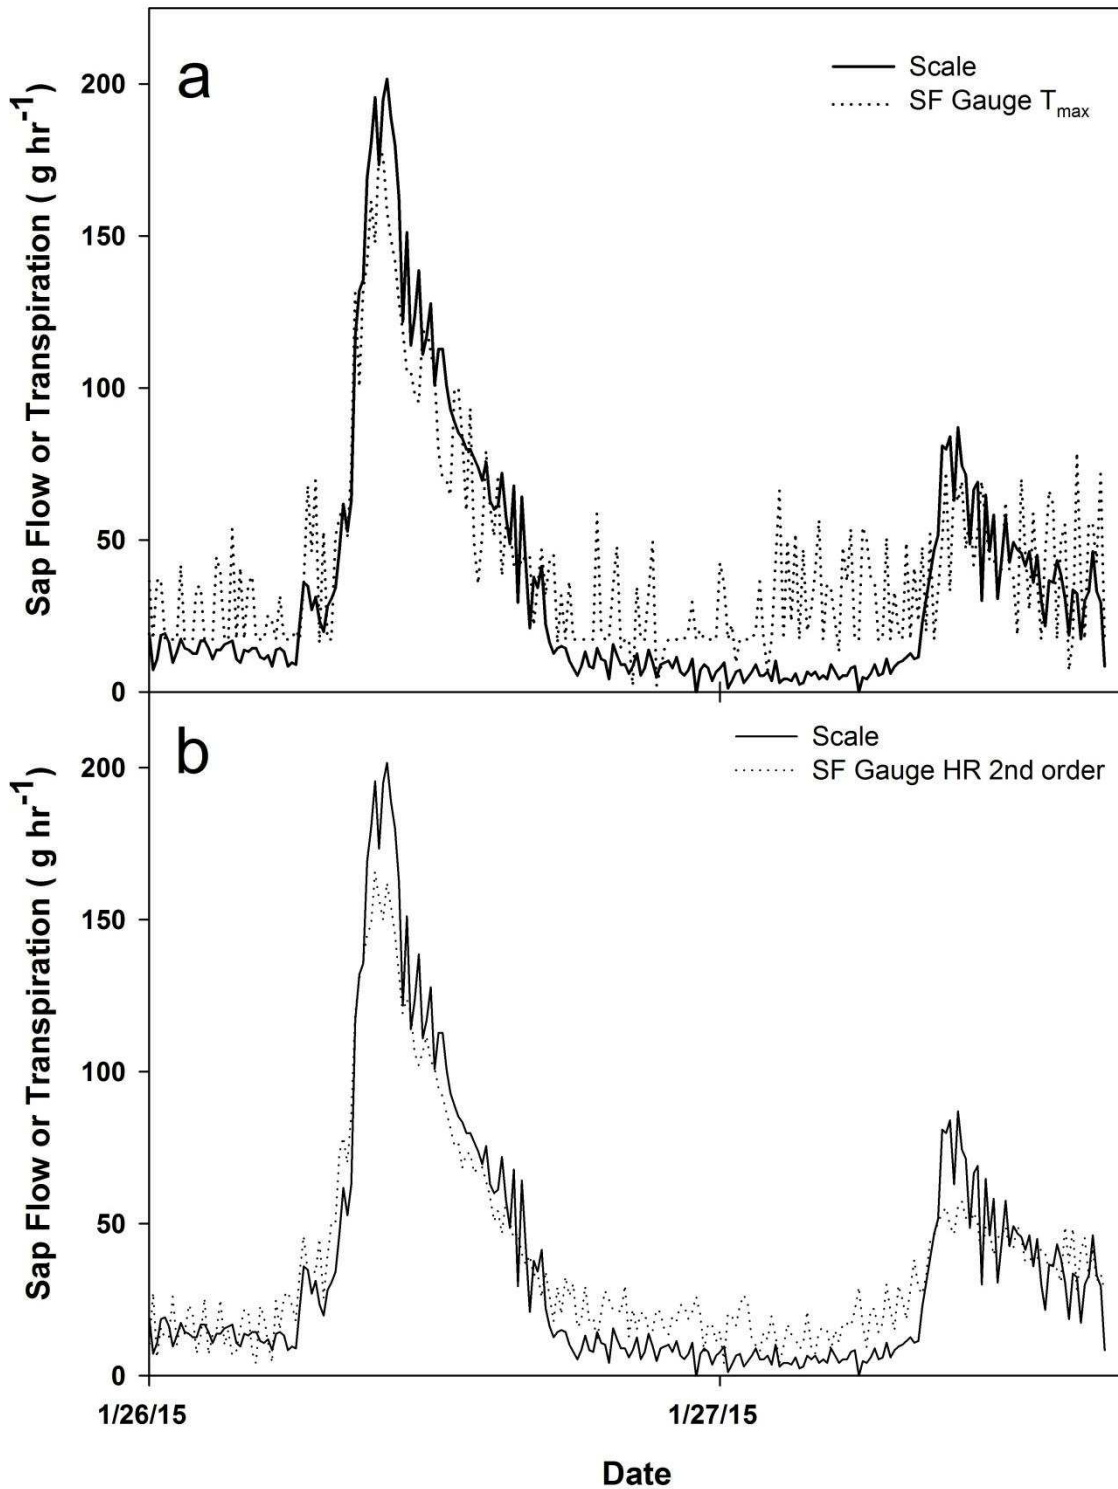 a
Scale
SF Gauge Tmax
Sap Flow or Transpiration ( g hr-1)
200
150
100
50
0
b
Scale
SF Gauge HR 2nd order
Sap Flow or Transpiration ( g hr-1)
200
150
100
50
0
1/26/15
1/27/15
Date